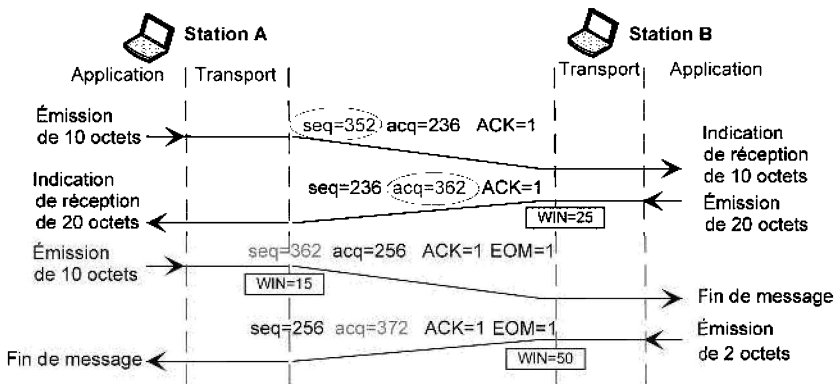 Station A
Station B
Application
Transport
Transport
Application
Émission
de 10 octets
seq=352 acq=236 ACK=1
Indication
de réception
de 10 octets
Indication
de réception
de 20 octets
seq=236 acq=362 ACK=1
WIN=25
Émission
de 20 octets
Émission
de 10 octets
seq=362 acq=256 ACK=1 EOM=1
WIN=15
Fin de message
seq=256 acq=372 ACK=1 EOM=1
Fin de message
WIN=50
Émission
de 2 octets